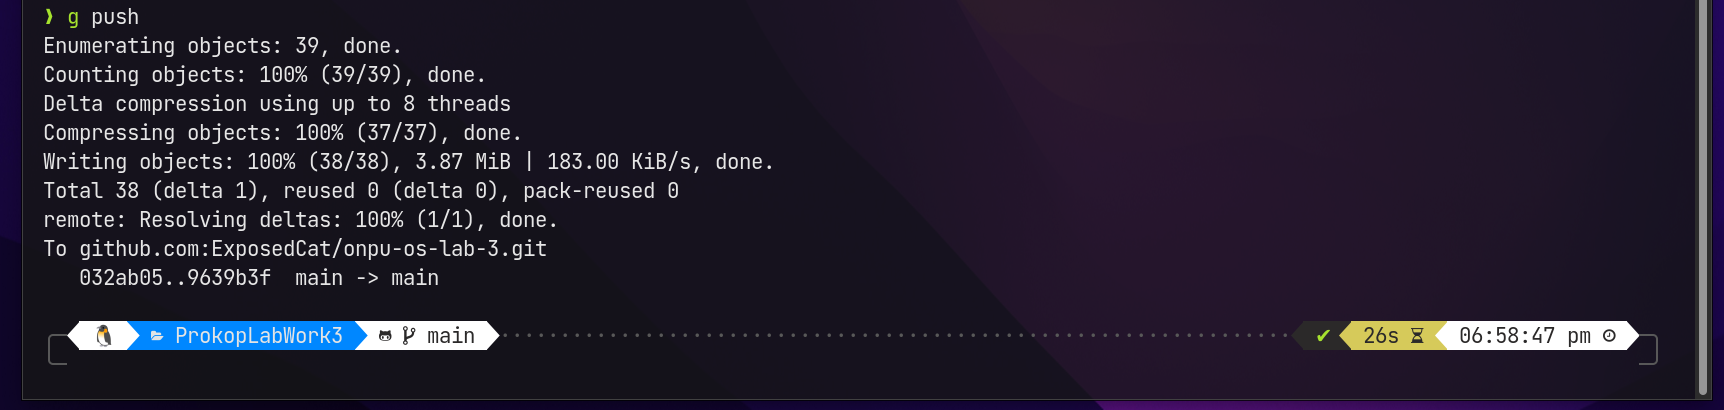 ❱ g push
Enumerating objects: 39, done.
Counting objects: 100% (39/39), done.
Delta compression using up to 8 threads
Compressing objects: 100% (37/37), done.
Writing objects: 100% (38/38), 3.87 MiB | 183.00 KiB/s, done.
Total 38 (delta 1), reused 0 (delta 0), pack-reused 0
remote: Resolving deltas: 100% (1/1), done.
To github.com:ExposedCat/onpu-os-lab-3.git
   032ab05..9639b3f  main -> main
ProkopLabWork3 main ✔ 26s 06:58:47 pm